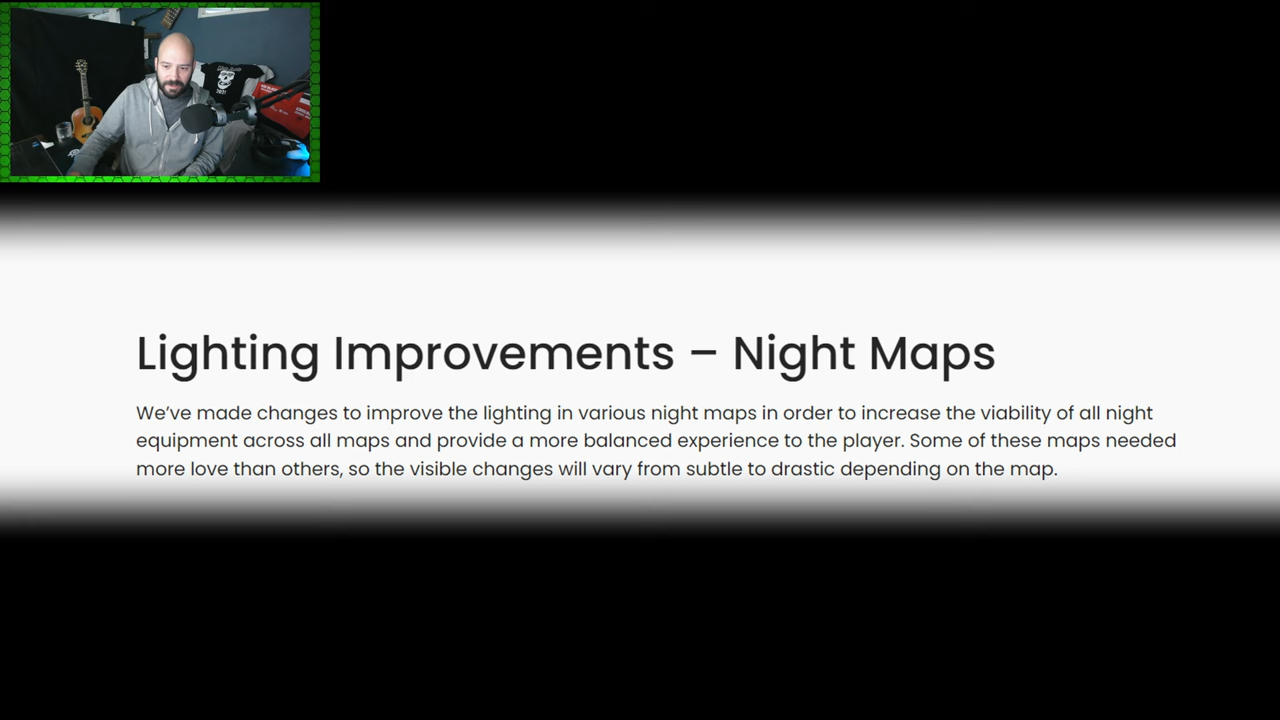 Lighting Improvements – Night Maps
We’ve made changes to improve the lighting in various night maps in order to increase the viability of all night
equipment across all maps and provide a more balanced experience to the player. Some of these maps needed
more love than others, so the visible changes will vary from subtle to drastic depending on the map.